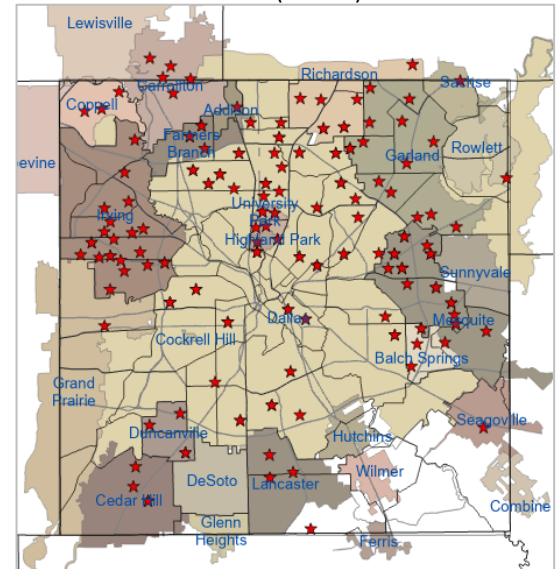 Lewisville
Richardson
Sachse
Carrollton
Coppell
Addison
Farmers
Branch
Garland
Rowlett
evine
University
Park
Irving
Highland Park
Sunnyvale
Dallas
Mesquite
Cockrell Hill
Balch Springs
Grand
Prairie
Seagoville
Duncanville
Hutchins
Wilmer
DeSoto
Lancaster
Cedar Hill
Combine
Glenn
Heights
Ferris